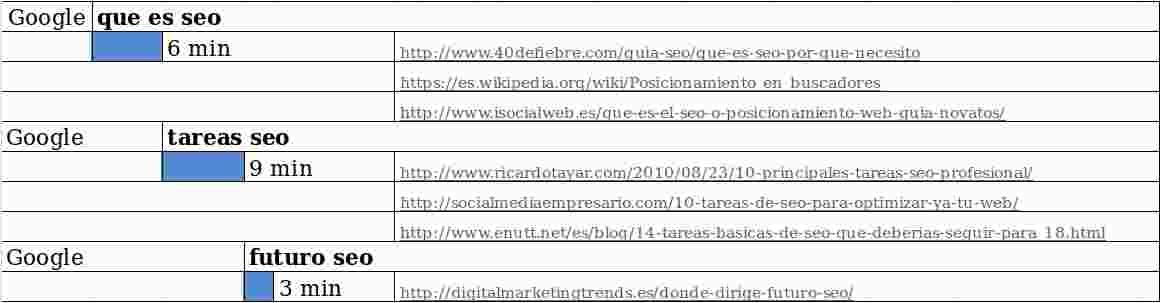 Google que es seo
6 min http://www.40defiebre.com/guia-seo/que-es-seo-por-que-necesito
https://es.wikipedia.org/wiki/Posicionamiento_en_buscadores
http://www.isocialweb.es/que-es-el-seo-o-posicionamiento-web-guia-novatos/
Google tareas seo
9 min http://www.ricardotayar.com/2010/08/23/10-principales-tareas-seo-profesional/
http://socialmediaempresario.com/10-tareas-de-seo-para-optimizar-ya-tu-web/
http://www.enutt.net/es/blog/14-tareas-basicas-de-seo-que-deberias-seguir-para_18.html
Google futuro seo
3 min http://digitalmarketingtrends.es/donde-dirige-futuro-seo/